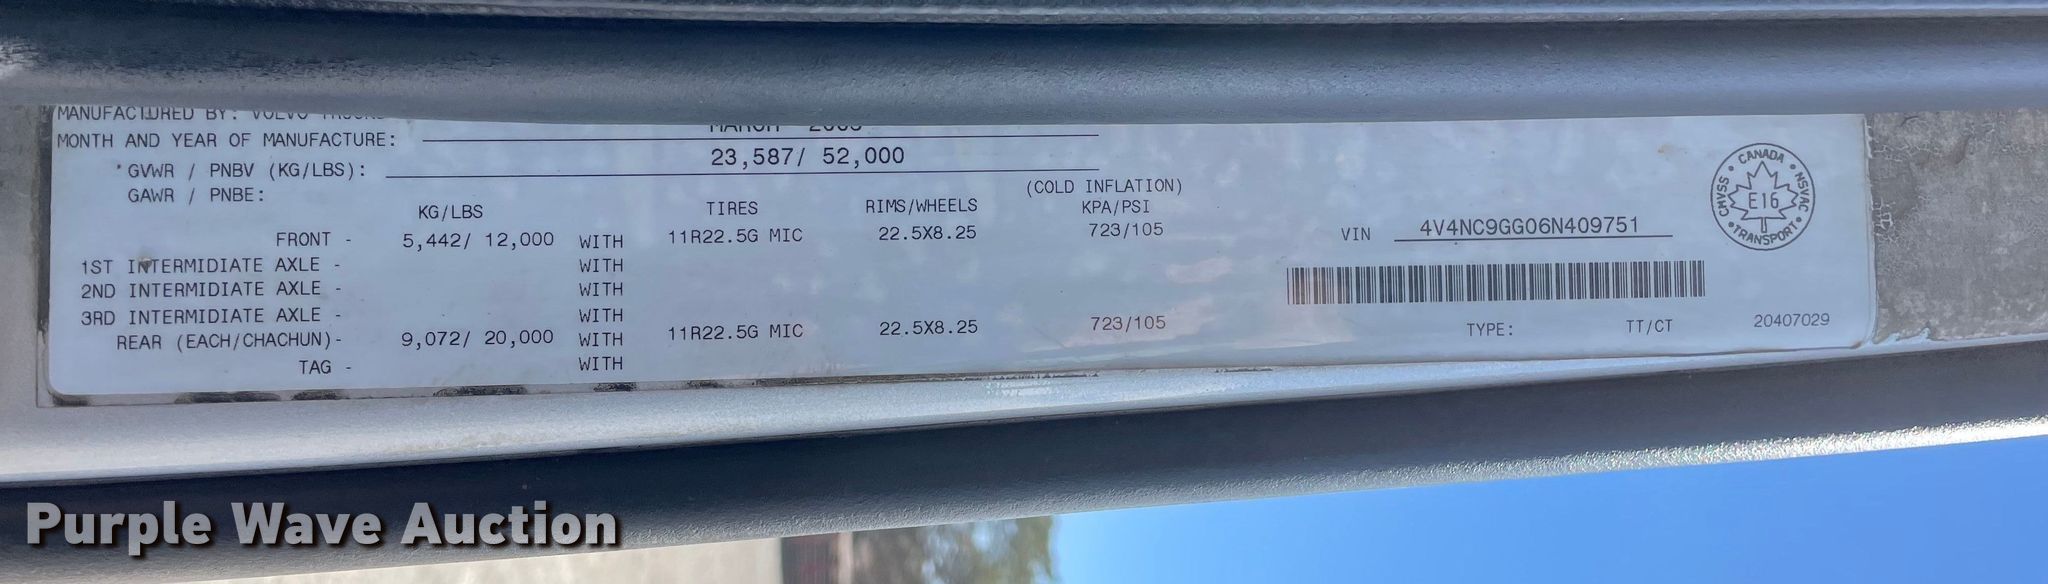 MANUFACTURED BY: VOLVO TRUCKS
MONTH AND YEAR OF MANUFACTURE: MARCH
GVWR / PNBV (KG/LBS): 23,587/ 52,000
GAWR / PNBE:
(COLD INFLATION)
KG/LBS TIRES RIMS/WHEELS KPA/PSI
FRONT - 5,442/ 12,000 WITH 11R22.5G MIC 22.5X8.25 723/105
1ST INTERMIDIATE AXLE - WITH
2ND INTERMIDIATE AXLE - WITH
3RD INTERMIDIATE AXLE - WITH
REAR (EACH/CHACHUN)- 9,072/ 20,000 WITH 11R22.5G MIC 22.5X8.25 723/105
TAG - WITH
VIN 4V4NC9GG06N409751
TYPE: TT/CT 20407029
CANADA
CMVSS E16 NSVAC
TRANSPORT
Purple Wave Auction